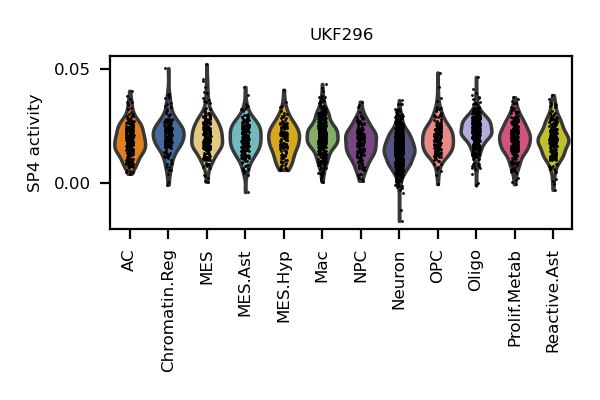 UKF296
SP4 activity
0.05
0.00
AC
Chromatin.Reg
MES
MES.Ast
MES.Hyp
Mac
NPC
Neuron
OPC
Oligo
Prolif.Metab
Reactive.Ast